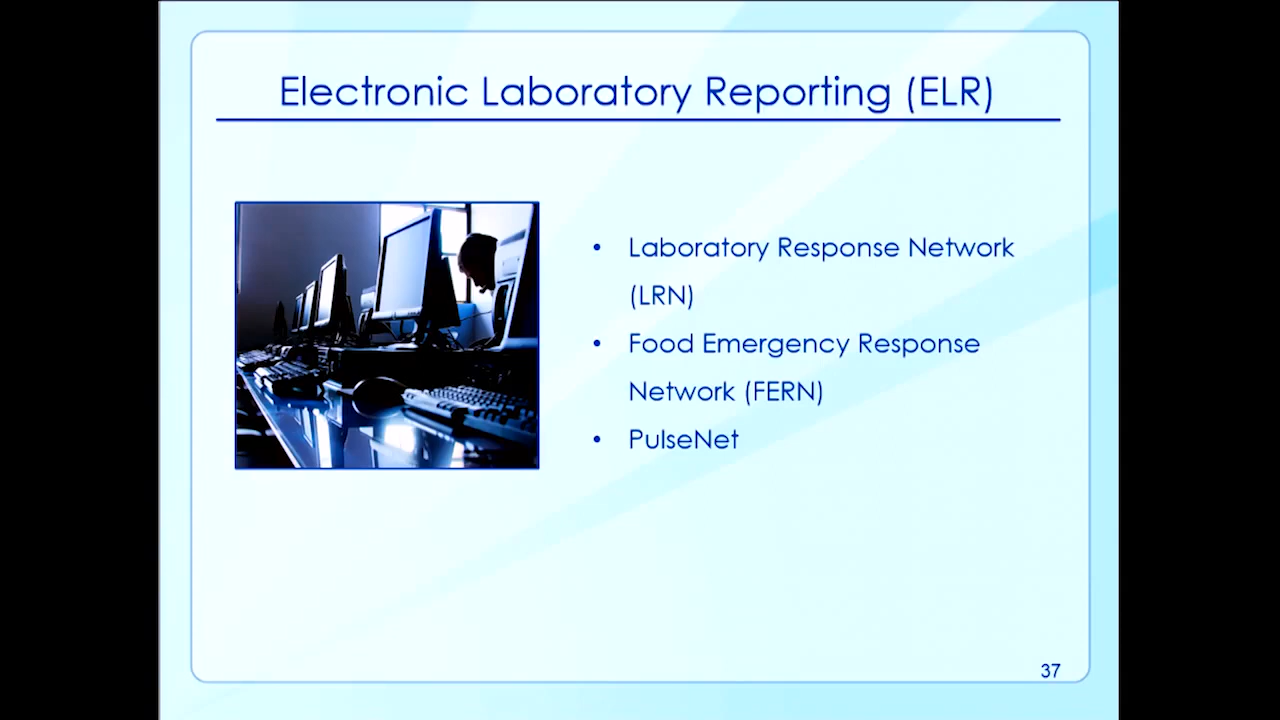 Electronic Laboratory Reporting (ELR)
• Laboratory Response Network
(LRN)
• Food Emergency Response
Network (FERN)
• PulseNet
37